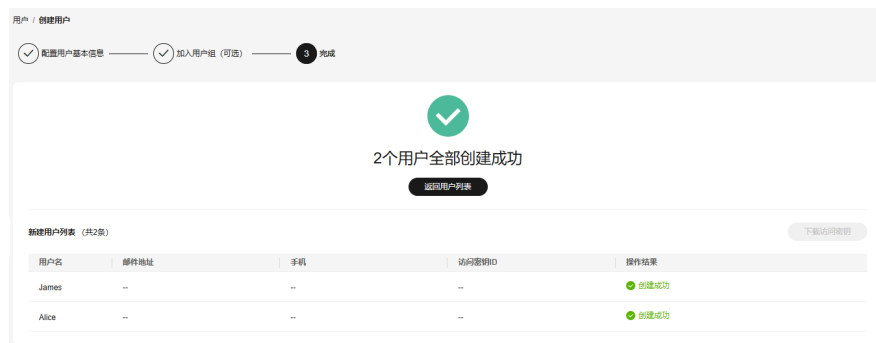 用户 / 创建用户
配置用户基本信息 加入用户组（可选） 3 完成
2个用户全部创建成功
返回用户列表
新建用户列表 （共2条） 下载访问密钥
用户名 邮件地址 手机 访问密钥ID 操作结果
James -- -- -- 创建成功
Alice -- -- -- 创建成功